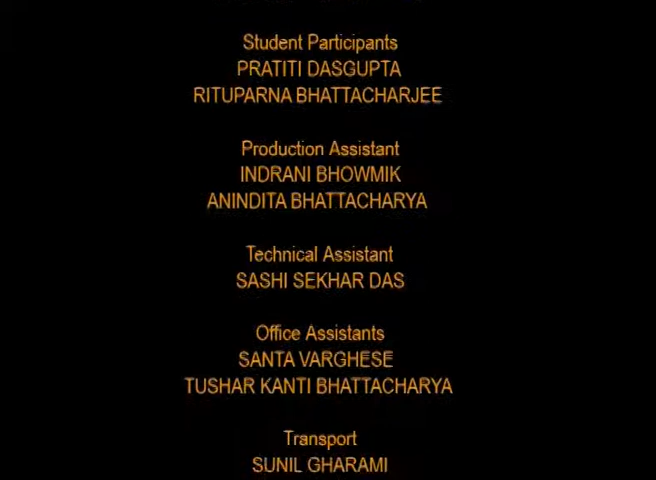 Student Participants
PRATITI DASGUPTA
RITUPARNA BHATTACHARJEE
Production Assistant
INDRANI BHOWMIK
ANINDITA BHATTACHARYA
Technical Assistant
SASHI SEKHAR DAS
Office Assistants
SANTA VARGHESE
TUSHAR KANTI BHATTACHARYA
Transport
SUNIL GHARAMI